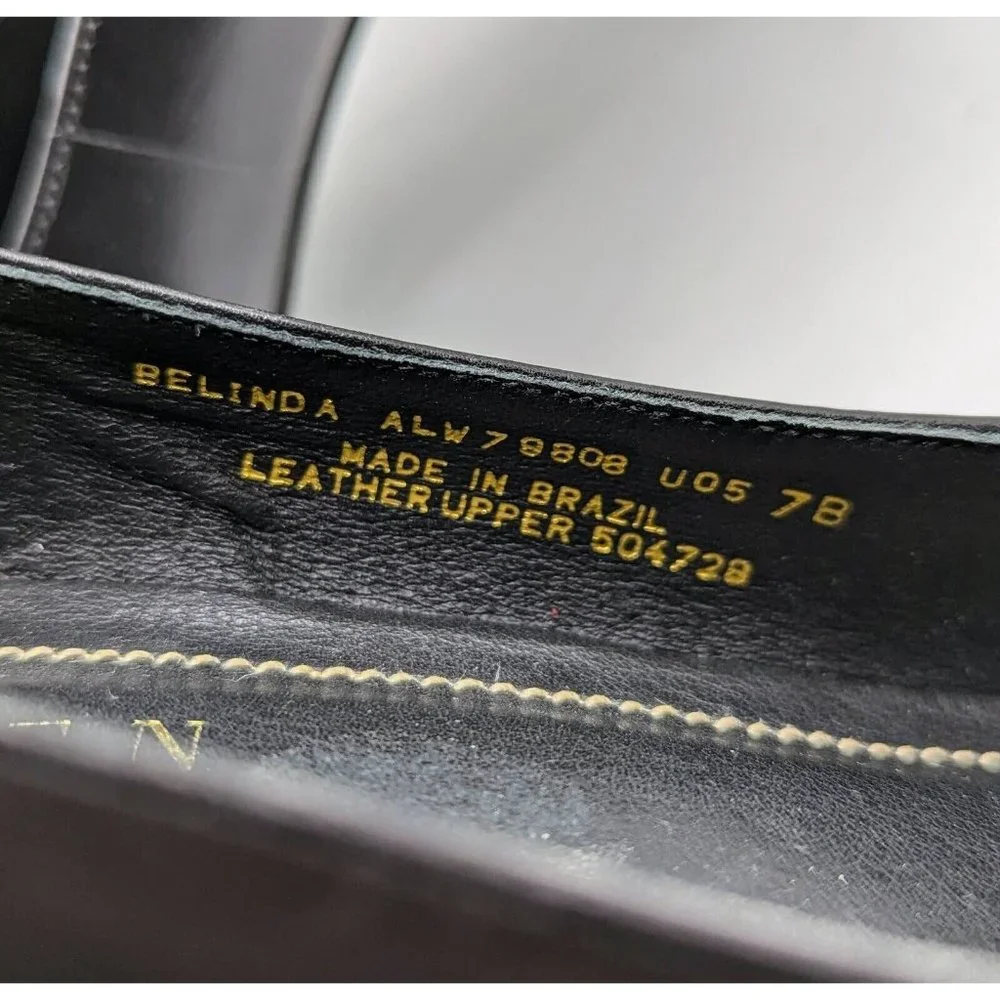 BELINDA ALW79808 U05 7B
MADE IN BRAZIL
LEATHER UPPER 504728